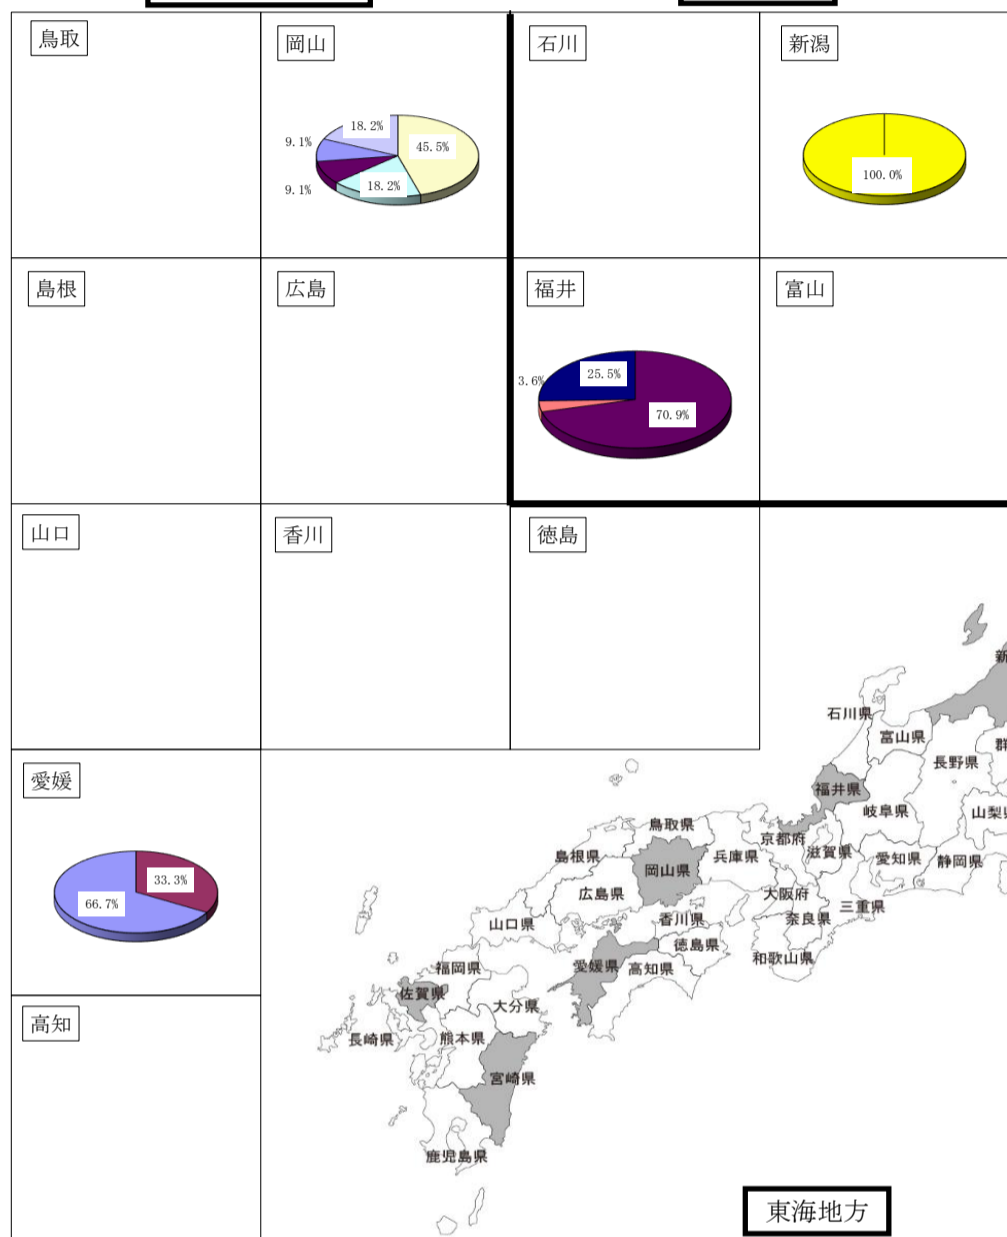 鳥取
岡山
石川
新潟
18.2%
9.1%
45.5%
9.1%
18.2%
100.0%
島根
広島
福井
富山
3.6%
25.5%
70.9%
山口
香川
徳島
愛媛
33.3%
66.7%
高知
新
石川県
富山県
群
長野県
福井県
岐阜県
山梨県
鳥取県
京都府
滋賀県
愛知県
静岡県
島根県
兵庫県
岡山県
広島県
大阪府
三重県
山口県
香川県
奈良県
徳島県
和歌山県
福岡県
愛媛県
高知県
佐賀県
大分県
長崎県
熊本県
宮崎県
鹿児島県
東海地方